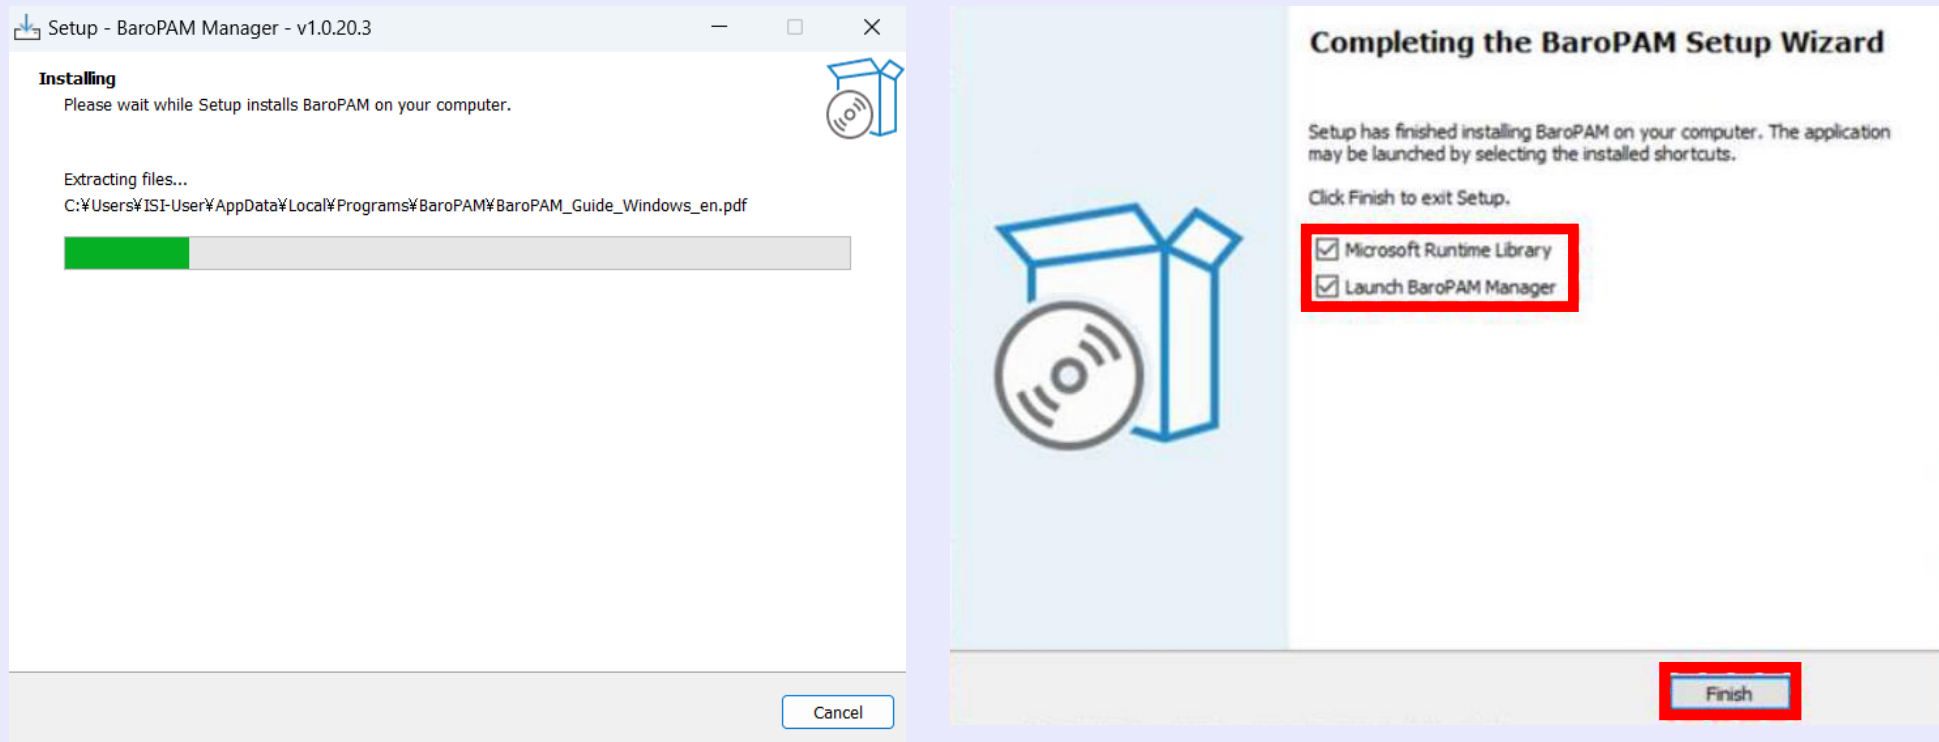 Setup - BaroPAM Manager - v1.0.20.3
Installing
Please wait while Setup installs BaroPAM on your computer.
Extracting files...
C:¥Users¥ISI-User¥AppData¥Local¥Programs¥BaroPAM¥BaroPAM_Guide_Windows_en.pdf
Cancel
Completing the BaroPAM Setup Wizard
Setup has finished installing BaroPAM on your computer. The application
may be launched by selecting the installed shortcuts.
Click Finish to exit Setup.
Microsoft Runtime Library
Launch BaroPAM Manager
Finish